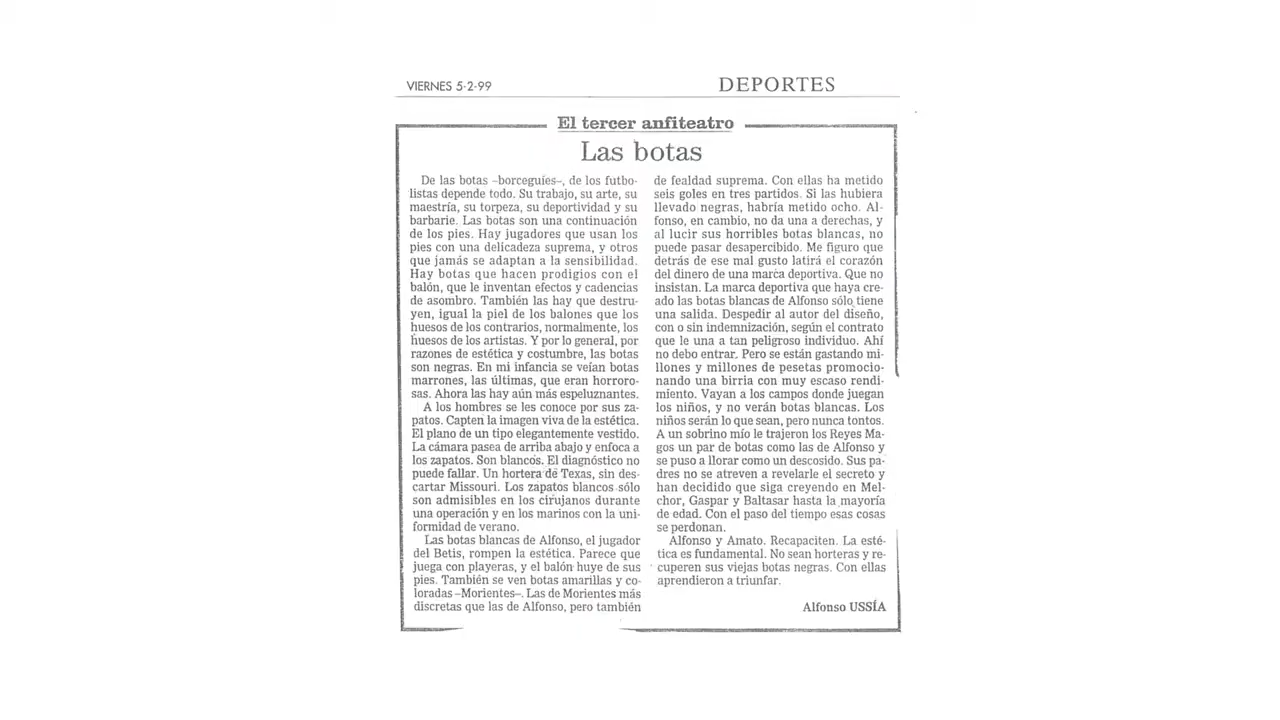 VIERNES 5-2-99
DEPORTES
El tercer anfiteatro
Las botas
De las botas –borceguíes–, de los futbo-
listas depende todo. Su trabajo, su arte, su
maestría, su torpeza, su deportividad y su
barbarie. Las botas son una continuación
de los pies. Hay jugadores que usan los
pies con una delicadeza suprema, y otros
que jamás se adaptan a la sensibilidad.
Hay botas que hacen prodigios con el
balón, que le inventan efectos y cadencias
de asombro. También las hay que destru-
yen, igual la piel de los balones que los
huesos de los contrarios, normalmente, los
huesos de los artistas. Y por lo general, por
razones de estética y costumbre, las botas
son negras. En mi infancia se veían botas
marrones, las últimas, que eran horroro-
sas. Ahora las hay aún más espeluznantes.
A los hombres se les conoce por sus za-
patos. Capten la imagen viva de la estética.
El plano de un tipo elegantemente vestido.
La cámara pasea de arriba abajo y enfoca a
los zapatos. Son blancos. El diagnóstico no
puede fallar. Un hortera de Texas, sin des-
cartar Missouri. Los zapatos blancos sólo
son admisibles en los cirujanos durante
una operación y en los marinos con la uni-
formidad de verano.
Las botas blancas de Alfonso, el jugador
del Betis, rompen la estética. Parece que
juega con playeras, y el balón huye de sus
pies. También se ven botas amarillas y co-
loradas –Morientes–. Las de Morientes más
discretas que las de Alfonso, pero también
de fealdad suprema. Con ellas ha metido
seis goles en tres partidos. Si las hubiera
llevado negras, habría metido ocho. Al-
fonso, en cambio, no da una a derechas, y
al lucir sus horribles botas blancas, no
puede pasar desapercibido. Me figuro que
detrás de ese mal gusto latirá el corazón
del dinero de una marca deportiva. Que no
insistan. La marca deportiva que haya cre-
ado las botas blancas de Alfonso sólo tiene
una salida. Despedir al autor del diseño,
con o sin indemnización, según el contrato
que le una a tan peligroso individuo. Ahí
no debo entrar. Pero se están gastando mi-
llones y millones de pesetas promocio-
nando una birria con muy escaso rendi-
miento. Vayan a los campos donde juegan
los niños, y no verán botas blancas. Los
niños serán lo que sean, pero nunca tontos.
A un sobrino mío le trajeron los Reyes Ma-
gos un par de botas como las de Alfonso y
se puso a llorar como un descosido. Sus pa-
dres no se atreven a revelarle el secreto y
han decidido que siga creyendo en Mel-
chor, Gaspar y Baltasar hasta la mayoría
de edad. Con el paso del tiempo esas cosas
se perdonan.
Alfonso y Amato. Recapaciten. La esté-
tica es fundamental. No sean horteras y re-
cuperen sus viejas botas negras. Con ellas
aprendieron a triunfar.
Alfonso USSÍA